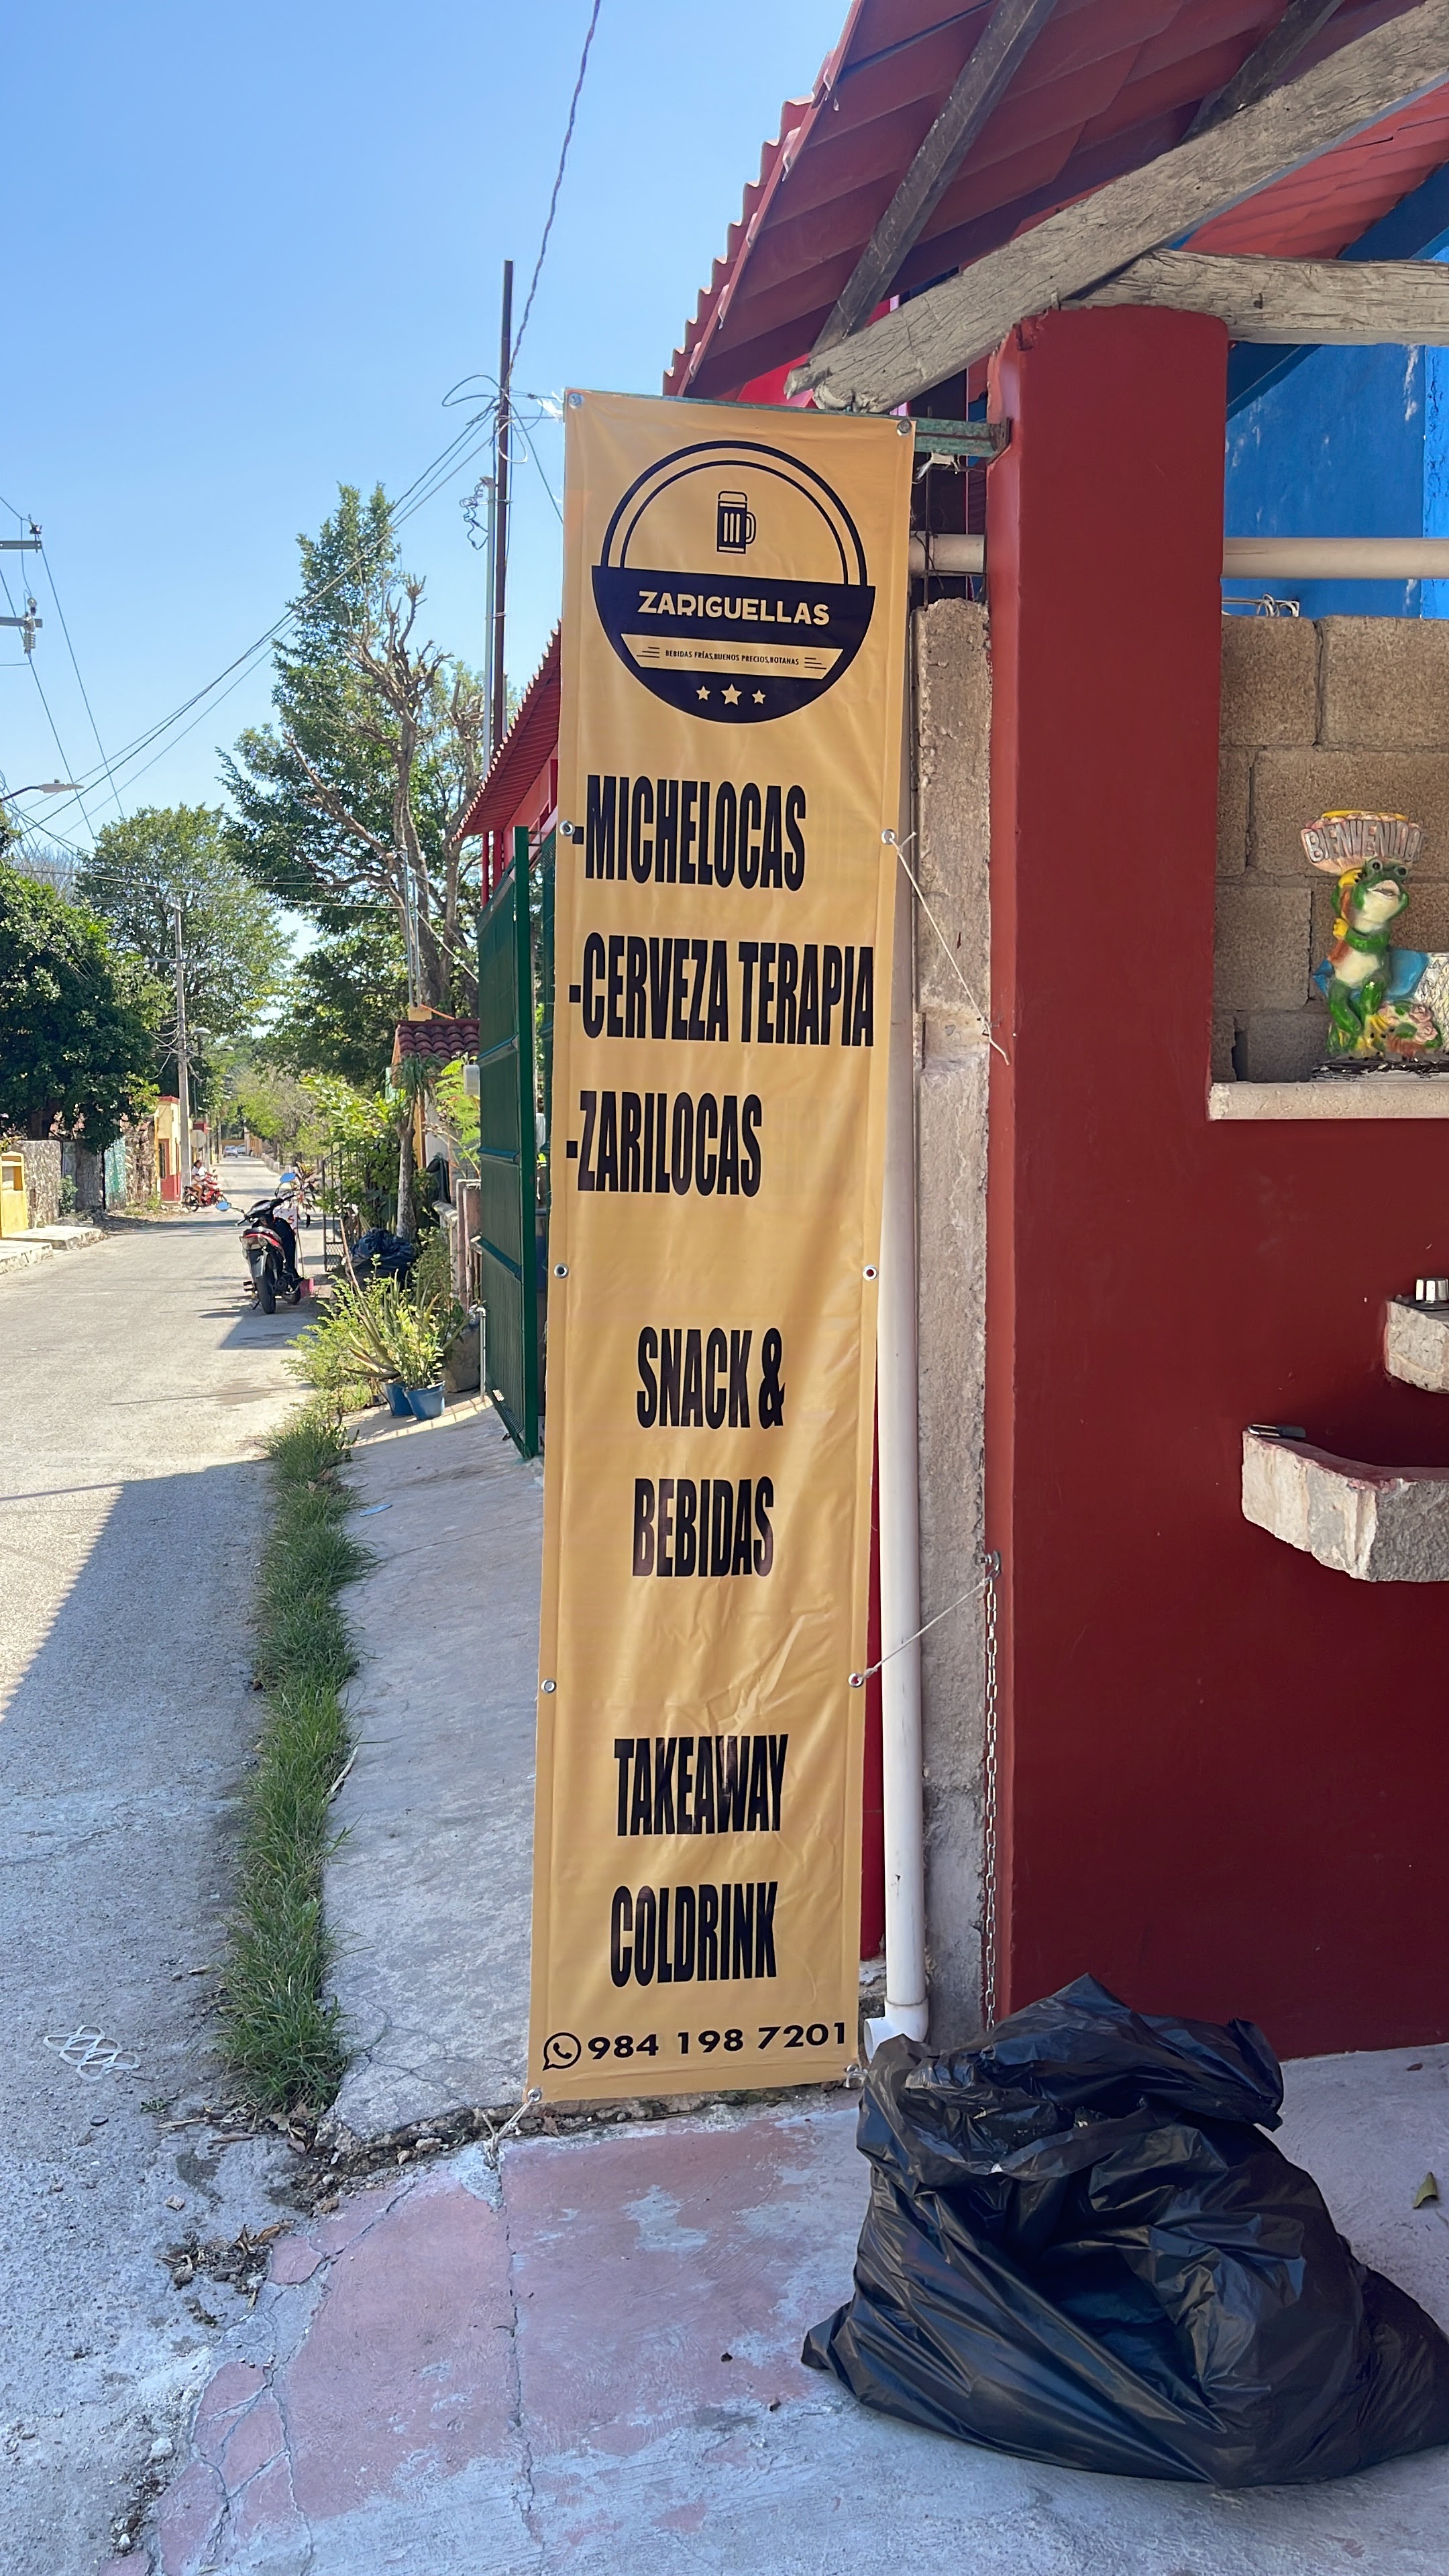 ZARIGUELLAS
BEBIDAS FRÍAS,BUENOS PRECIOS,BOTANAS
-MICHELOCAS
-CERVEZA TERAPIA
-ZARILOCAS
SNACK &
BEBIDAS
TAKEAWAY
COLDRINK
984 198 7201
BIENVENIDO